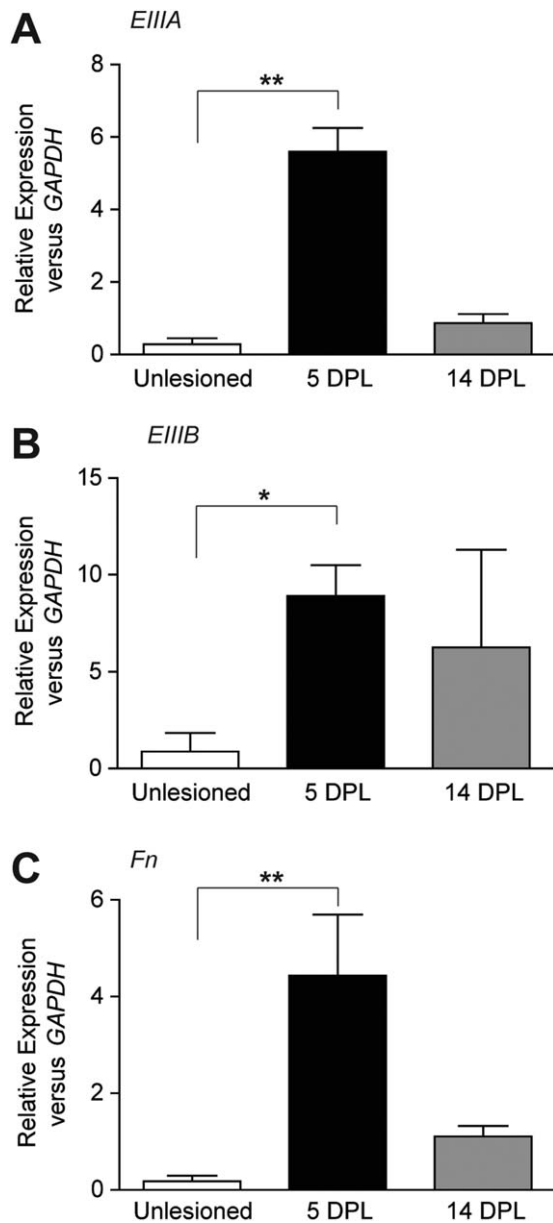 A
EIIIA
Relative Expression
versus GAPDH
8
6
4
2
0
**
Unlesioned
5 DPL
14 DPL
B
EIIIB
Relative Expression
versus GAPDH
15
10
5
0
*
Unlesioned
5 DPL
14 DPL
C
Fn
Relative Expression
versus GAPDH
6
4
2
0
**
Unlesioned
5 DPL
14 DPL